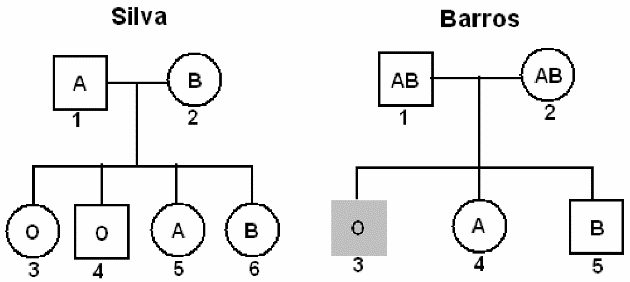 Silva Barros
A B AB AB
1 2 1 2
O O A B O A B
3 4 5 6 3 4 5